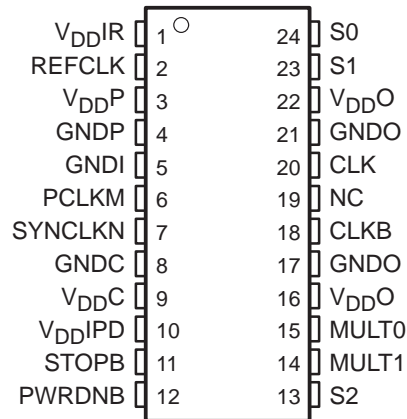 VDDIR 1 24 S0
REFCLK 2 23 S1
VDDP 3 22 VDDO
GNDP 4 21 GNDO
GNDI 5 20 CLK
PCLKM 6 19 NC
SYNCLKN 7 18 CLKB
GNDC 8 17 GNDO
VDDC 9 16 VDDO
VDDIPD 10 15 MULT0
STOPB 11 14 MULT1
PWRDNB 12 13 S2